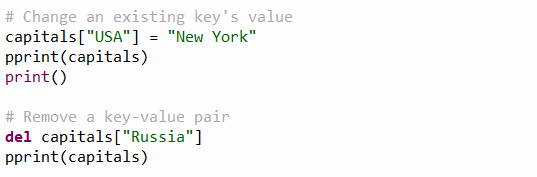 # Change an existing key's value
capitals["USA"] = "New York"
pprint(capitals)
print()
# Remove a key-value pair
del capitals["Russia"]
pprint(capitals)